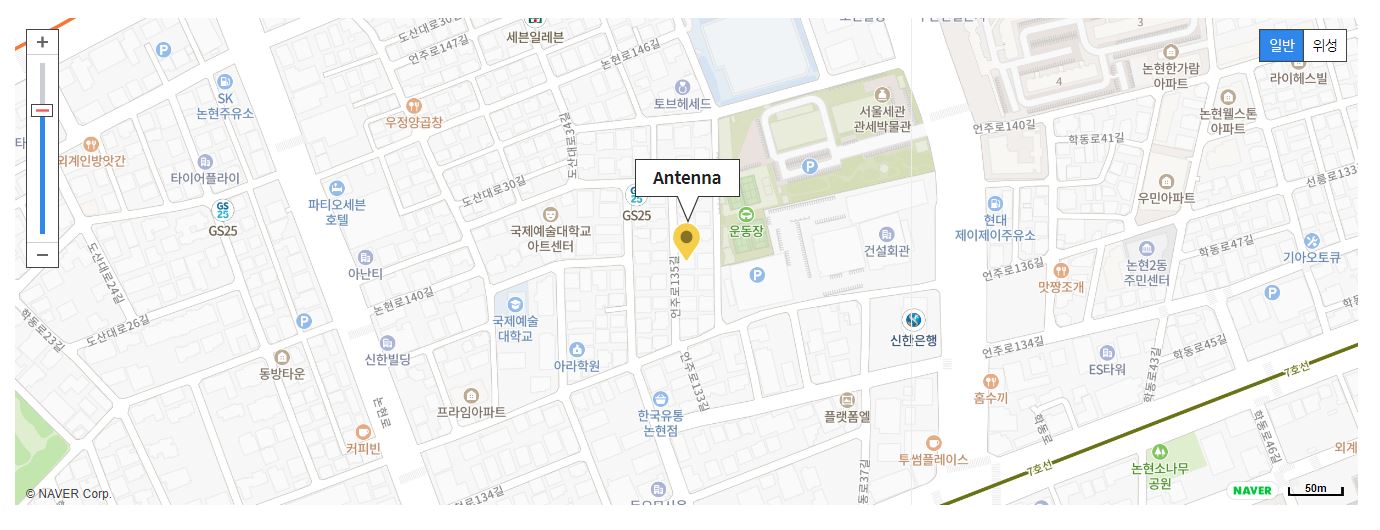 도산대로30길
언주로147길
세븐일레븐
언주로146길
3
4
일반 위성
P
SK
논현주유소
우정양곱창
토브헤세드
서울세관
관세박물관
논현한가람
아파트
라이헤스빌
논현웰스톤
아파트
언주로140길
학동로41길
외계인방앗간
타이어플라이
도산대로34길
도산대로30길
Antenna
P
선릉로133
우민아파트
GS25
GS25
파티오세븐
호텔
GS25
GS25
국제예술대학교
아트센터
운동장
현대
제이제이주유소
건설회관
학동로47길
기아오토큐
아난티
도산대로24길
언주로135길
P
언주로136길
맛짱조개
논현2동
주민센터
P
논현로140길
국제예술
대학교
P
도산대로26길
학동로23길
신한은행
신한빌딩
동방타운
아라학원
언주로133길
언주로134길
ES타워
학동로45길
학동로43길
7호선
홈수끼
논현로
프라임아파트
한국유통
논현점
플랫폼엘
커피빈
투썸플레이스
학동로
학동로46길
외계
7호선
논현소나무
공원
학동로37길
134길
© NAVER Corp.
NAVER
50m